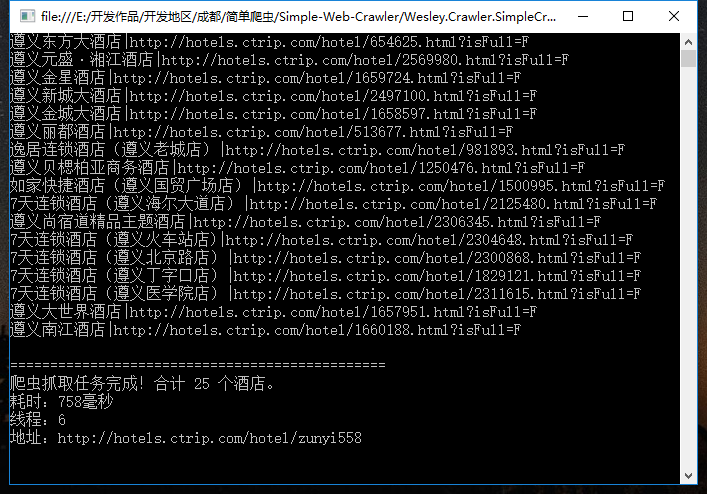 file:///E:/开发作品/开发地区/成都/简单爬虫/Simple-Web-Crawler/Wesley.Crawler.SimpleCr...
遵义东方大酒店|http://hotels.ctrip.com/hotel/654625.html?isFull=F
遵义元盛·湘江酒店|http://hotels.ctrip.com/hotel/2569980.html?isFull=F
遵义金星酒店|http://hotels.ctrip.com/hotel/1659724.html?isFull=F
遵义新城大酒店|http://hotels.ctrip.com/hotel/2497100.html?isFull=F
遵义金城大酒店|http://hotels.ctrip.com/hotel/1658597.html?isFull=F
遵义丽都酒店|http://hotels.ctrip.com/hotel/513677.html?isFull=F
逸居连锁酒店（遵义老城店）|http://hotels.ctrip.com/hotel/981893.html?isFull=F
遵义贝楒柏亚商务酒店|http://hotels.ctrip.com/hotel/1250476.html?isFull=F
如家快捷酒店（遵义国贸广场店）|http://hotels.ctrip.com/hotel/1500995.html?isFull=F
7天连锁酒店（遵义海尔大道店）|http://hotels.ctrip.com/hotel/2125480.html?isFull=F
遵义尚宿道精品主题酒店|http://hotels.ctrip.com/hotel/2306345.html?isFull=F
7天连锁酒店（遵义火车站店)|http://hotels.ctrip.com/hotel/2304648.html?isFull=F
7天连锁酒店（遵义北京路店）|http://hotels.ctrip.com/hotel/2300868.html?isFull=F
7天连锁酒店（遵义丁字口店）|http://hotels.ctrip.com/hotel/1829121.html?isFull=F
7天连锁酒店（遵义医学院店）|http://hotels.ctrip.com/hotel/2311615.html?isFull=F
遵义大世界酒店|http://hotels.ctrip.com/hotel/1657951.html?isFull=F
遵义南江酒店|http://hotels.ctrip.com/hotel/1660188.html?isFull=F
===============================================
爬虫抓取任务完成! 合计 25 个酒店。
耗时：758毫秒
线程：6
地址：http://hotels.ctrip.com/hotel/zunyi558